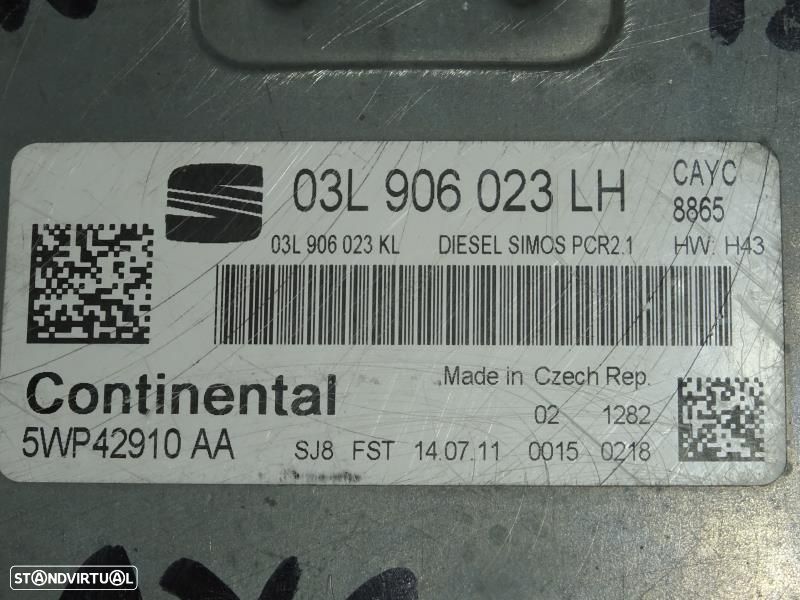 03L 906 023 LH
CAYC
8865
03L 906 023 KL DIESEL SIMOS PCR2.1 HW: H43
Continental
Made in Czech Rep.
02 1282
5WP42910 AA SJ8 FST 14.07.11 0015 0218
STANDVIRTUAL